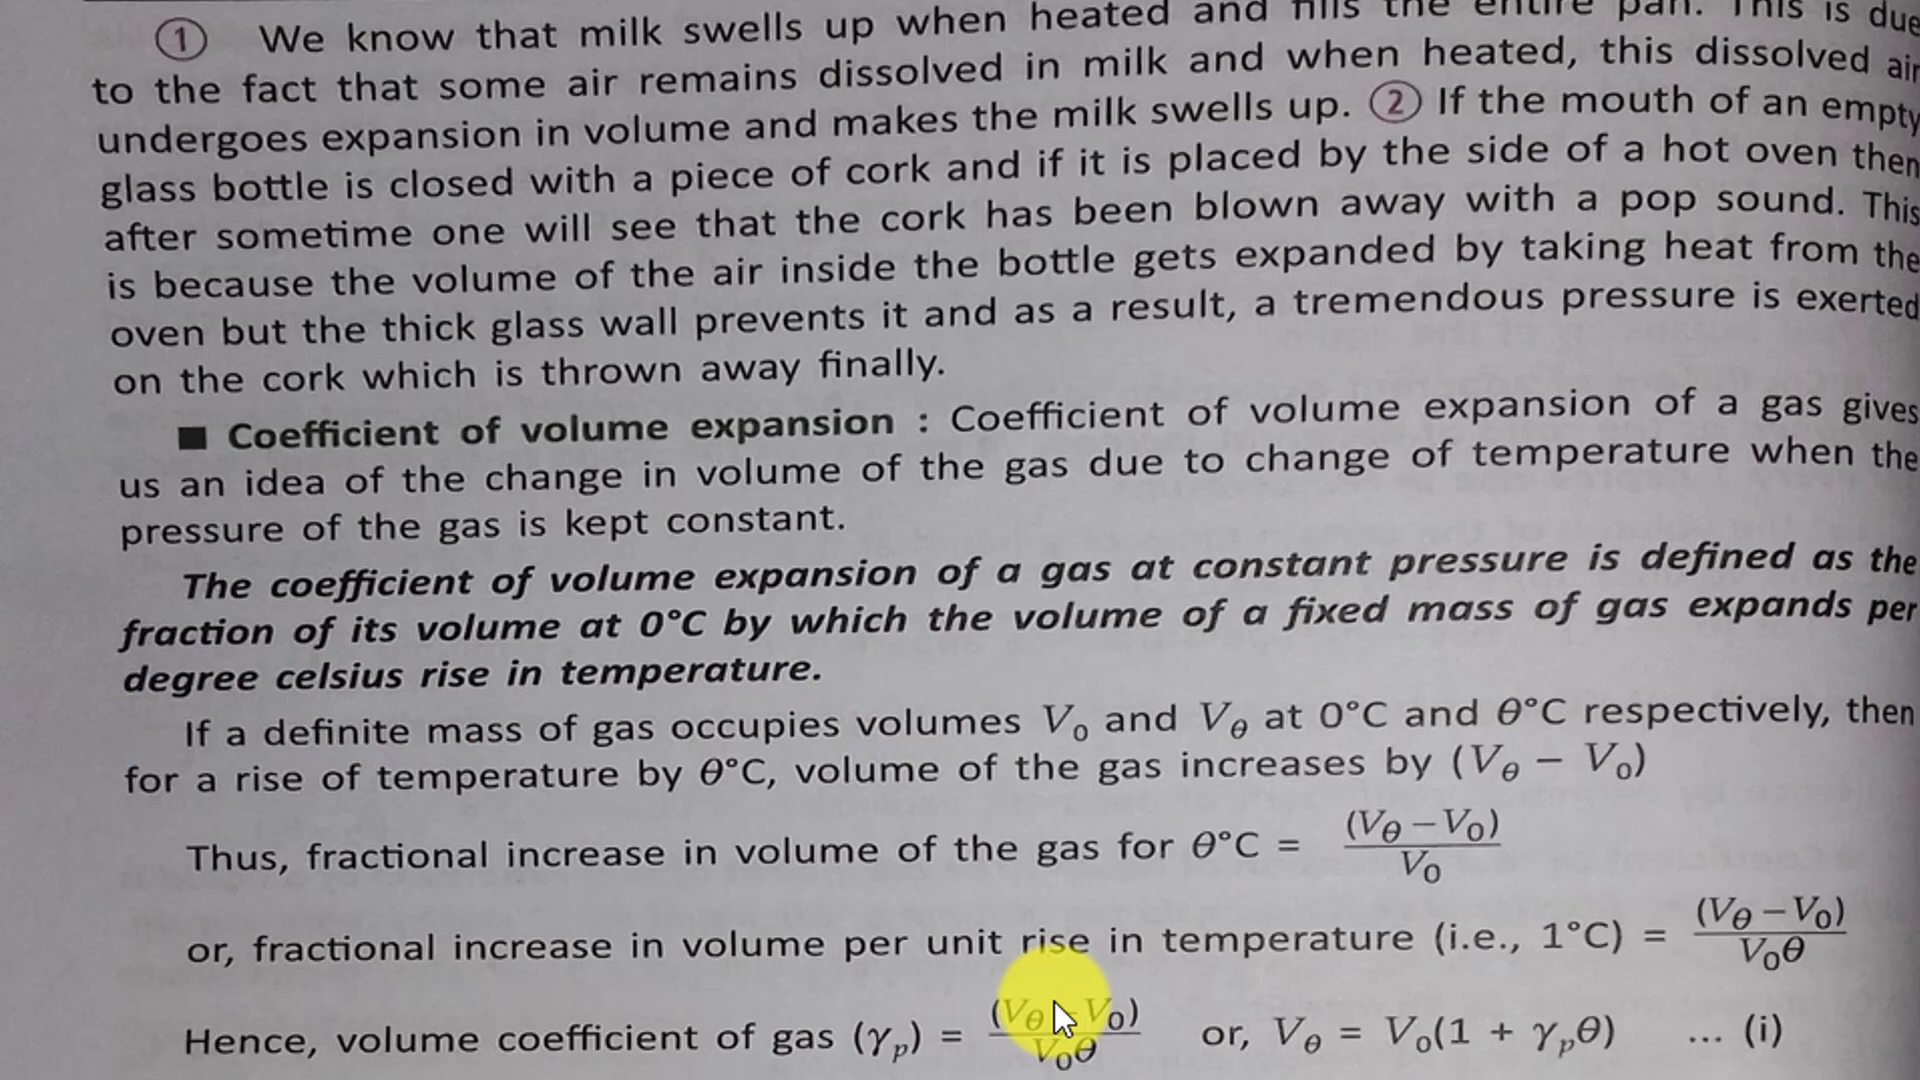 ① We know that milk swells up when heated and fills the entire pan. This is due
to the fact that some air remains dissolved in milk and when heated, this dissolved air
undergoes expansion in volume and makes the milk swells up. ② If the mouth of an empty
glass bottle is closed with a piece of cork and if it is placed by the side of a hot oven then
after sometime one will see that the cork has been blown away with a pop sound. This
is because the volume of the air inside the bottle gets expanded by taking heat from the
oven but the thick glass wall prevents it and as a result, a tremendous pressure is exerted
on the cork which is thrown away finally.
■ Coefficient of volume expansion : Coefficient of volume expansion of a gas gives
us an idea of the change in volume of the gas due to change of temperature when the
pressure of the gas is kept constant.
The coefficient of volume expansion of a gas at constant pressure is defined as the
fraction of its volume at 0°C by which the volume of a fixed mass of gas expands per
degree celsius rise in temperature.
If a definite mass of gas occupies volumes V₀ and V_θ at 0°C and θ°C respectively, then
for a rise of temperature by θ°C, volume of the gas increases by (V_θ − V₀)
Thus, fractional increase in volume of the gas for θ°C = (V_θ − V₀) / V₀
or, fractional increase in volume per unit rise in temperature (i.e., 1°C) = (V_θ − V₀) / V₀θ
Hence, volume coefficient of gas (γ_p) = (V_θ − V₀) / V₀θ or, V_θ = V₀(1 + γ_pθ) ... (i)